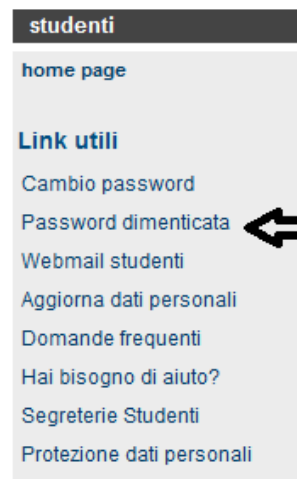 studenti
home page
Link utili
Cambio password
Password dimenticata
Webmail studenti
Aggiorna dati personali
Domande frequenti
Hai bisogno di aiuto?
Segreterie Studenti
Protezione dati personali